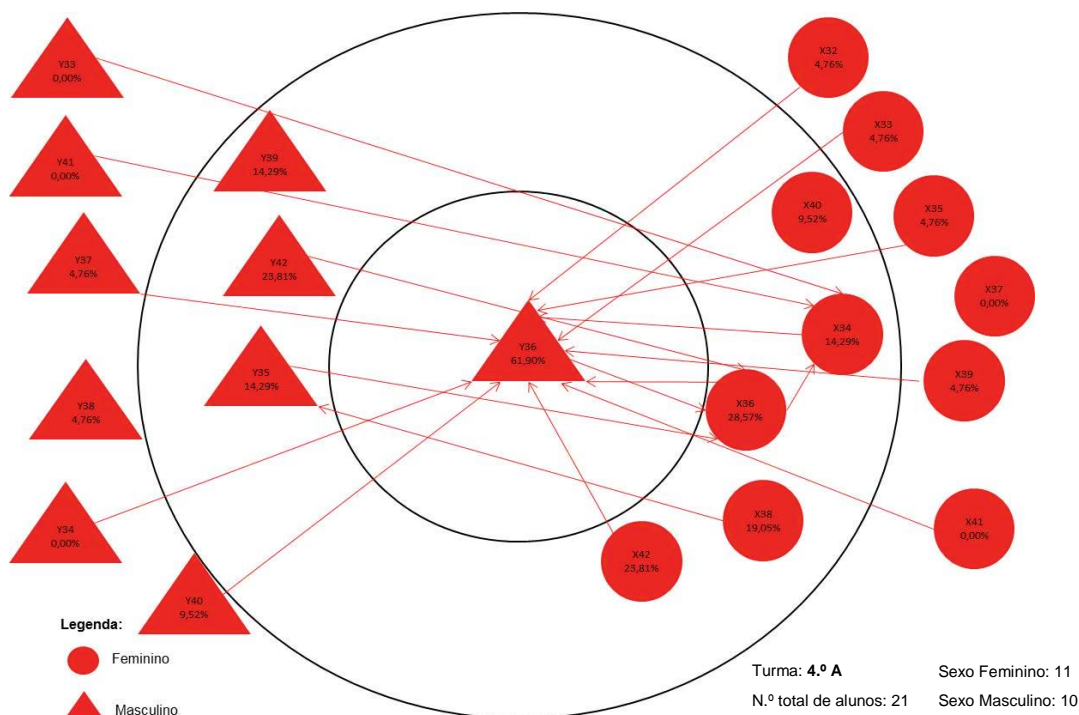 Y33
0,00%
Y41
0,00%
Y37
4,76%
Y38
4,76%
Y34
0,00%
Y40
9,52%
Y39
14,29%
Y42
23,81%
Y35
14,29%
Y36
61,90%
X32
4,76%
X33
4,76%
X40
9,52%
X35
4,76%
X37
0,00%
X34
14,29%
X39
4,76%
X36
28,57%
X38
19,05%
X42
23,81%
X41
0,00%
Legenda:
Feminino
Masculino
Turma: 4.º A
Sexo Feminino: 11
N.º total de alunos: 21
Sexo Masculino: 10